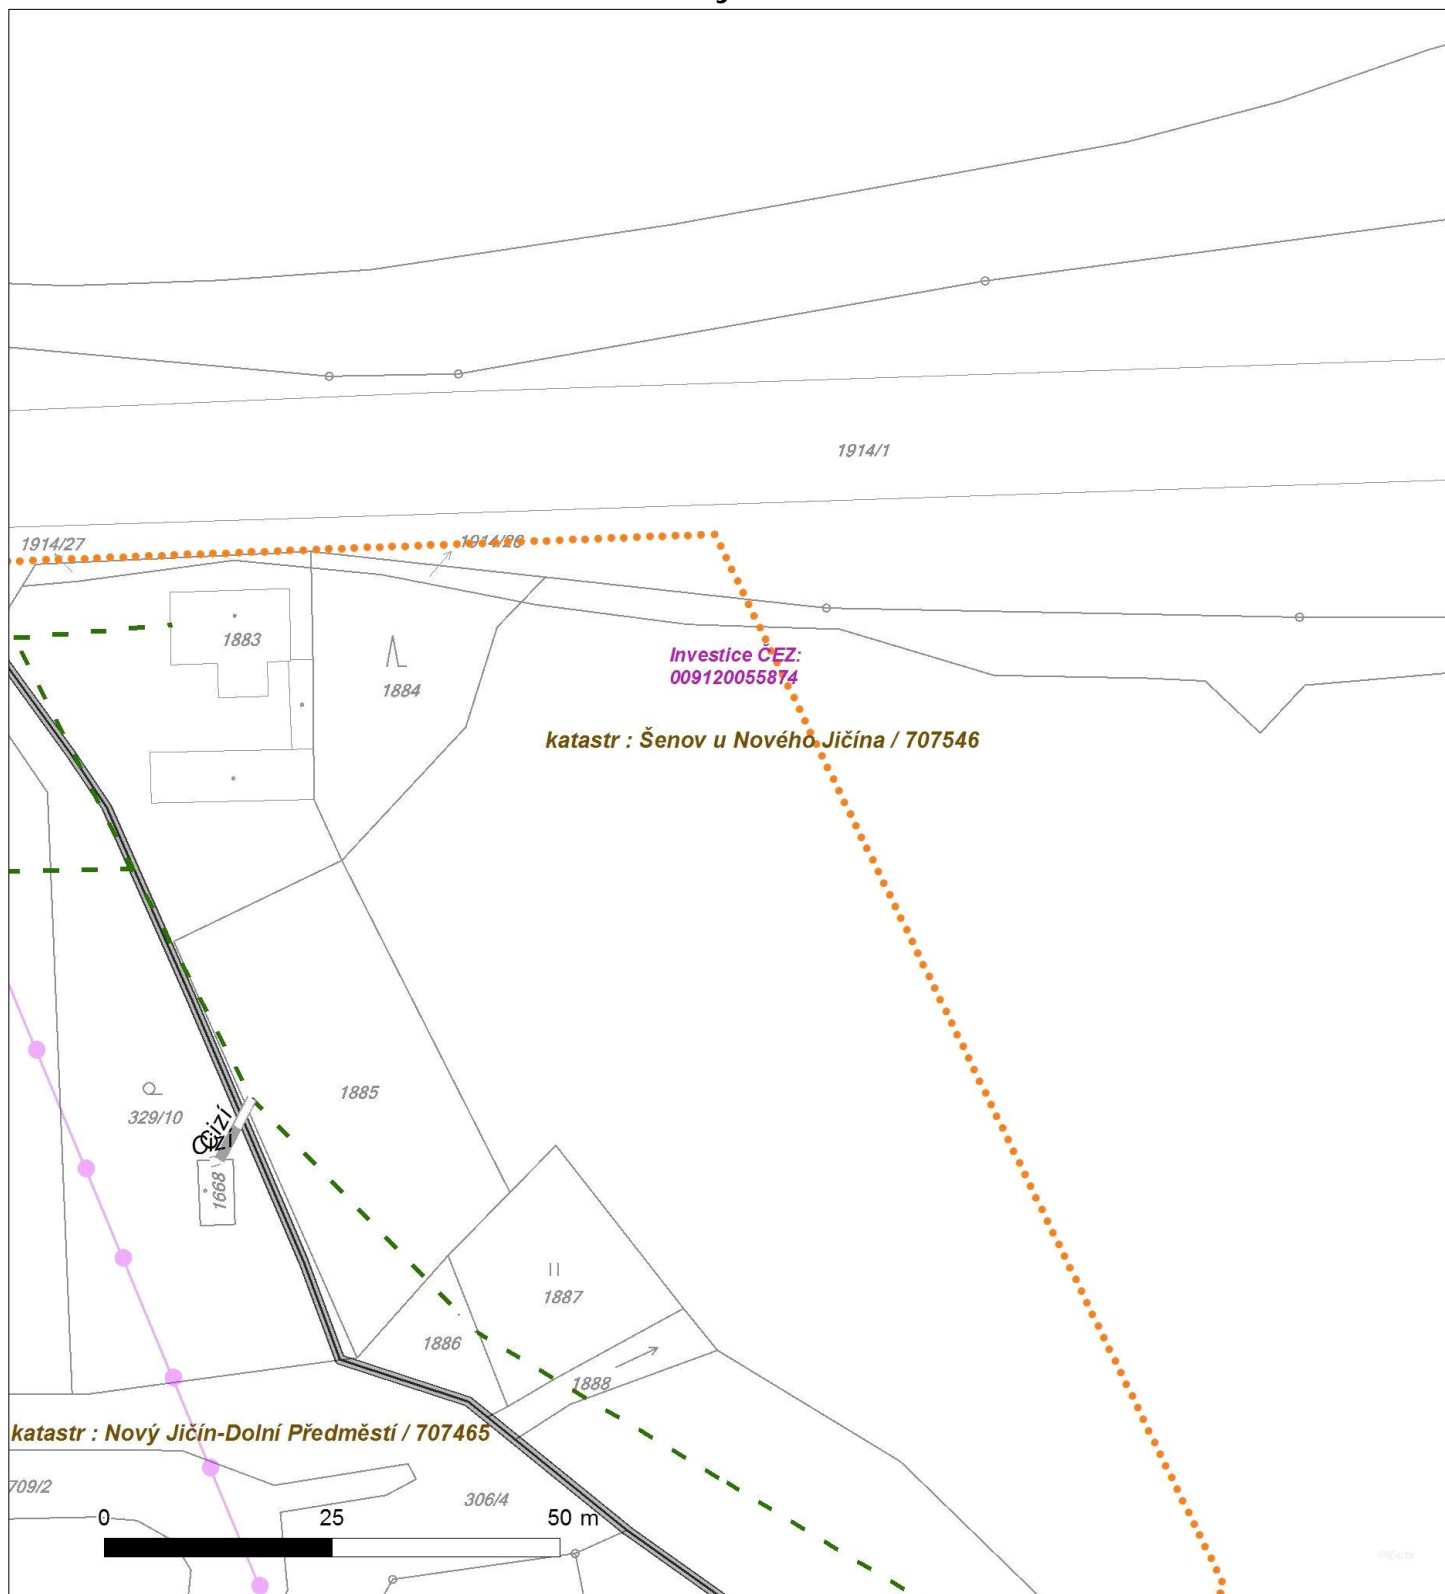 1914/1
1914/27
1914/26
1883
Investice ČEZ:
009120055874
1884
katastr : Šenov u Nového Jičína / 707546
1885
329/10
Cizí
Cizí
1668
1887
1886
1888
katastr : Nový Jičín-Dolní Předměstí / 707465
709/2
306/4
0 25 50 m